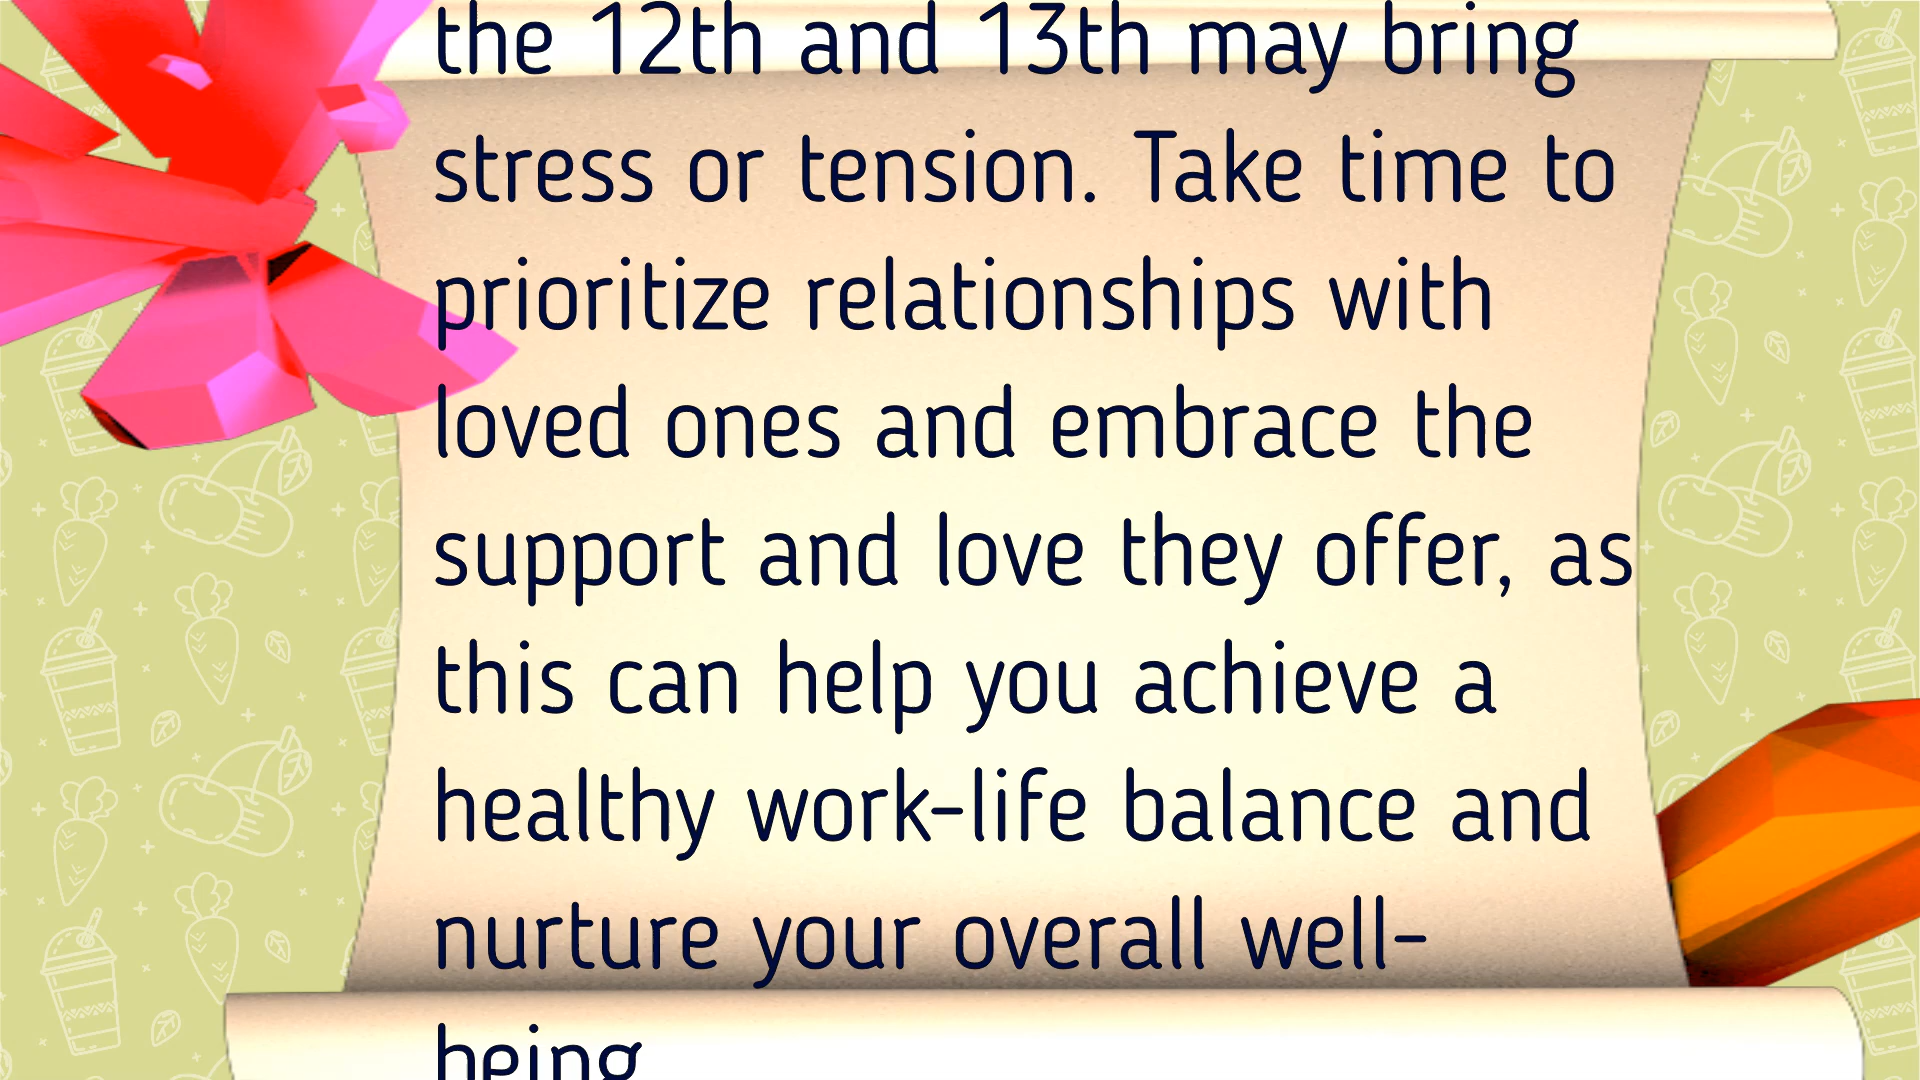 the 12th and 13th may bring
stress or tension. Take time to
prioritize relationships with
loved ones and embrace the
support and love they offer, as
this can help you achieve a
healthy work-life balance and
nurture your overall well-
being